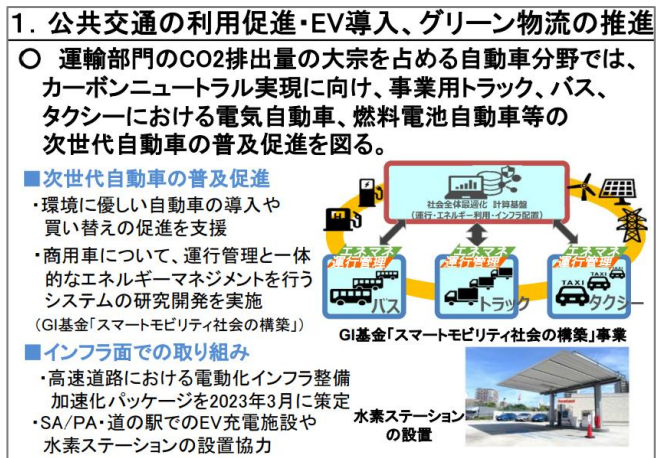 1．公共交通の利用促進・EV導入、グリーン物流の推進
○ 運輸部門のCO2排出量の大宗を占める自動車分野では、
カーボンニュートラル実現に向け、事業用トラック、バス、
タクシーにおける電気自動車、燃料電池自動車等の
次世代自動車の普及促進を図る。
■次世代自動車の普及促進
・環境に優しい自動車の導入や
買い替えの促進を支援
・商用車について、運行管理と一体
的なエネルギーマネジメントを行う
システムの研究開発を実施
（GI基金「スマートモビリティ社会の構築」）
社会全体最適化 計算基盤
（運行・エネルギー利用・インフラ配置）
エネマネ
運行管理
バス
エネマネ
運行管理
トラック
エネマネ
運行管理
TAXI
TAXI
TAXI
タクシー
GI基金「スマートモビリティ社会の構築」事業
■インフラ面での取り組み
・高速道路における電動化インフラ整備
加速化パッケージを2023年3月に策定
・SA/PA・道の駅でのEV充電施設や
水素ステーションの設置協力
水素ステーション
の設置